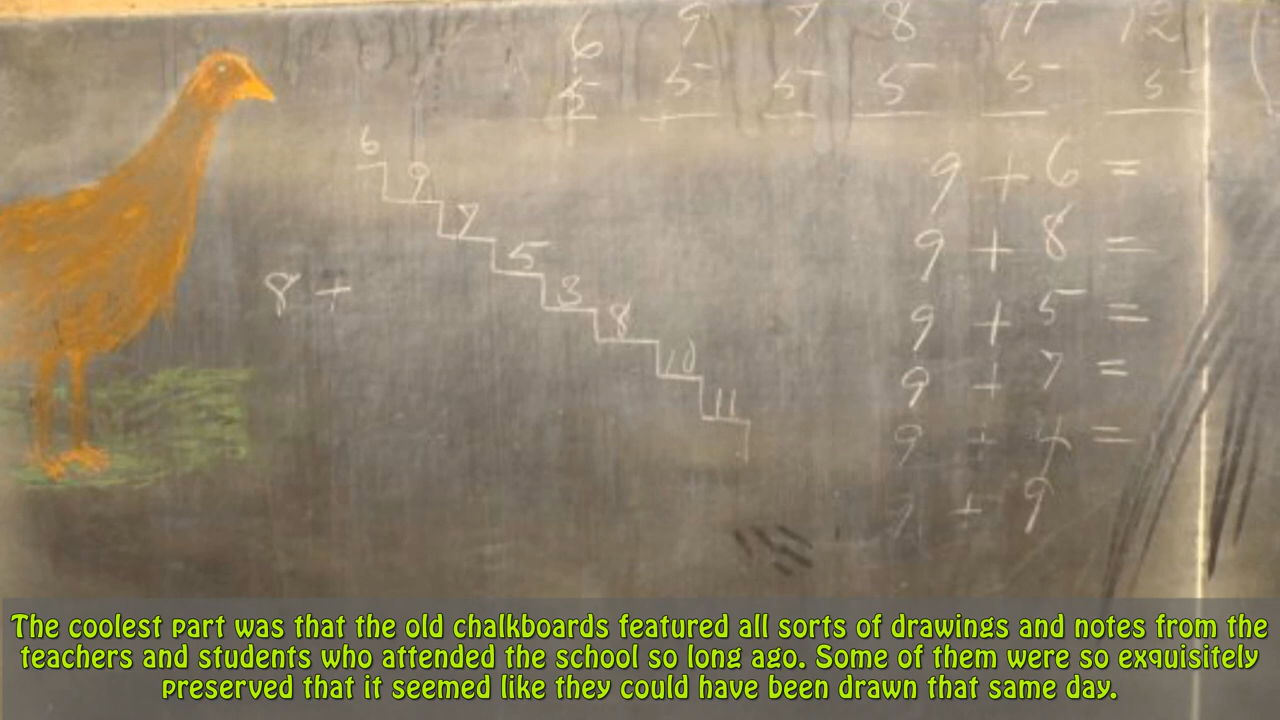 6 9 7 8 11 12
5 5 5 5 5 5
6
9
7
5
3
8
10
11
8 +
9 + 6 =
9 + 8 =
9 + 5 =
9 + 7 =
9 + 4 =
9 + 9
The coolest part was that the old chalkboards featured all sorts of drawings and notes from the
teachers and students who attended the school so long ago. Some of them were so exquisitely
preserved that it seemed like they could have been drawn that same day.